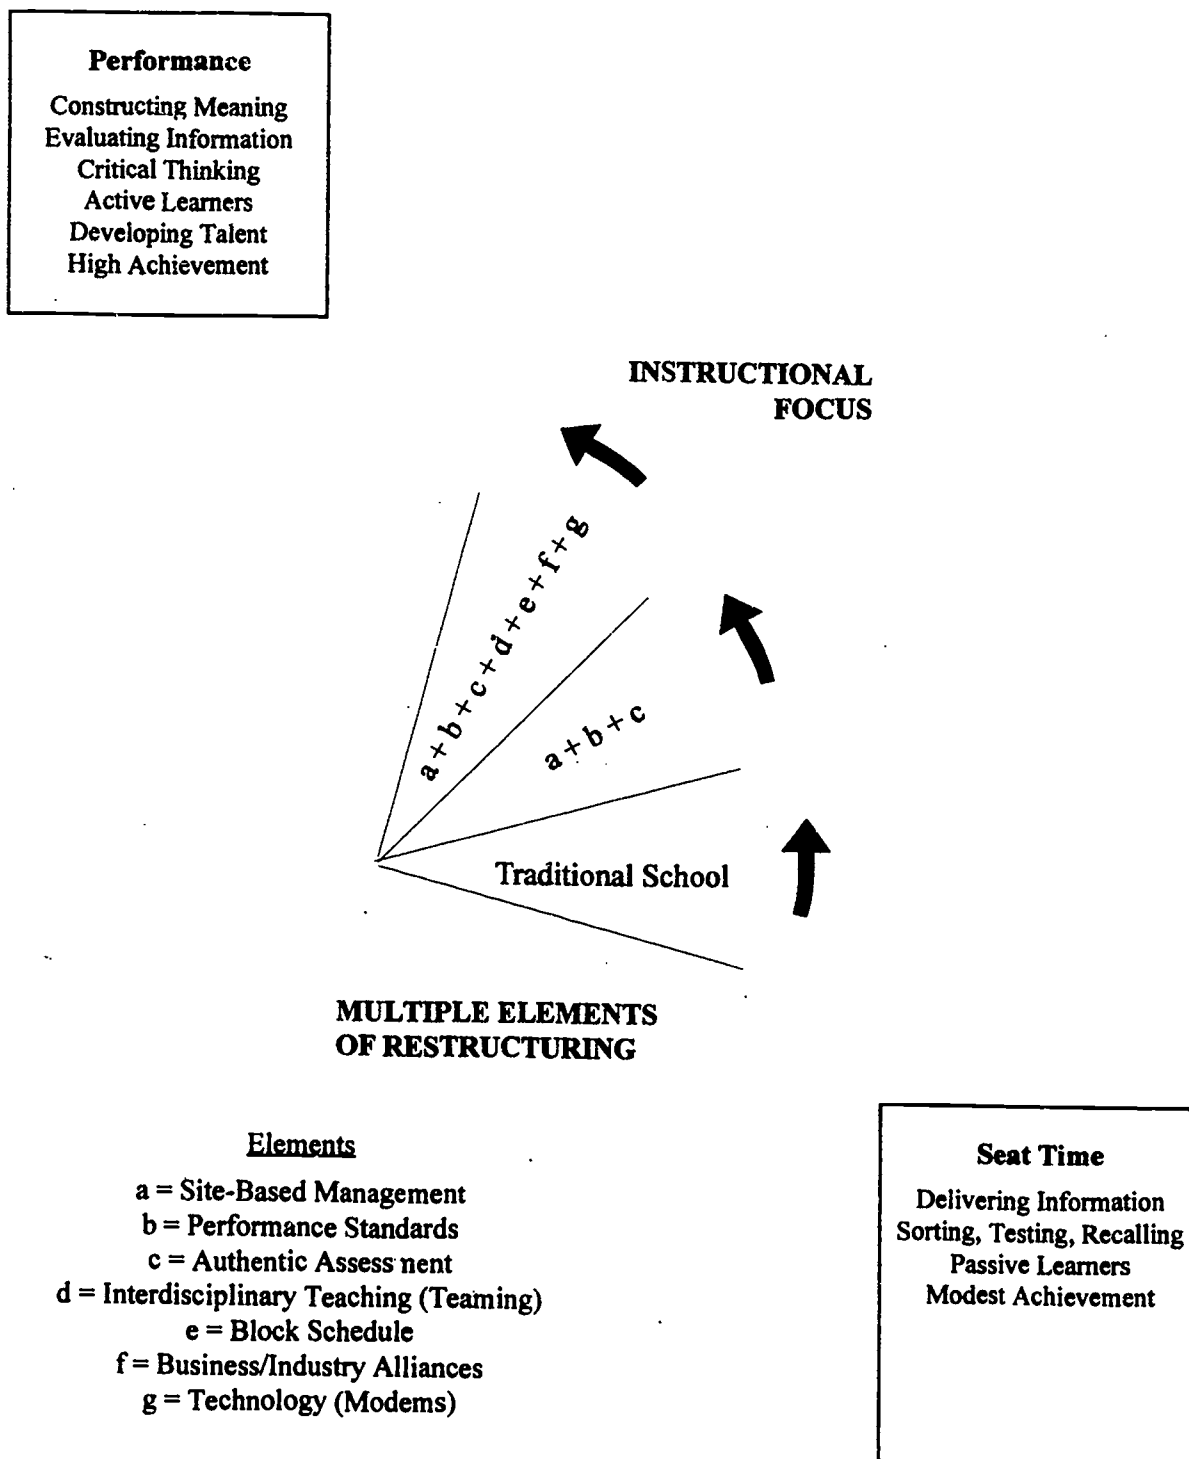 Performance
Constructing Meaning
Evaluating Information
Critical Thinking
Active Learners
Developing Talent
High Achievement
INSTRUCTIONAL
FOCUS
a+b+c+d+e+f+g
a+b+c
Traditional School
MULTIPLE ELEMENTS
OF RESTRUCTURING
Elements
a = Site-Based Management
b = Performance Standards
c = Authentic Assessment
d = Interdisciplinary Teaching (Teaming)
e = Block Schedule
f = Business/Industry Alliances
g = Technology (Modems)
Seat Time
Delivering Information
Sorting, Testing, Recalling
Passive Learners
Modest Achievement